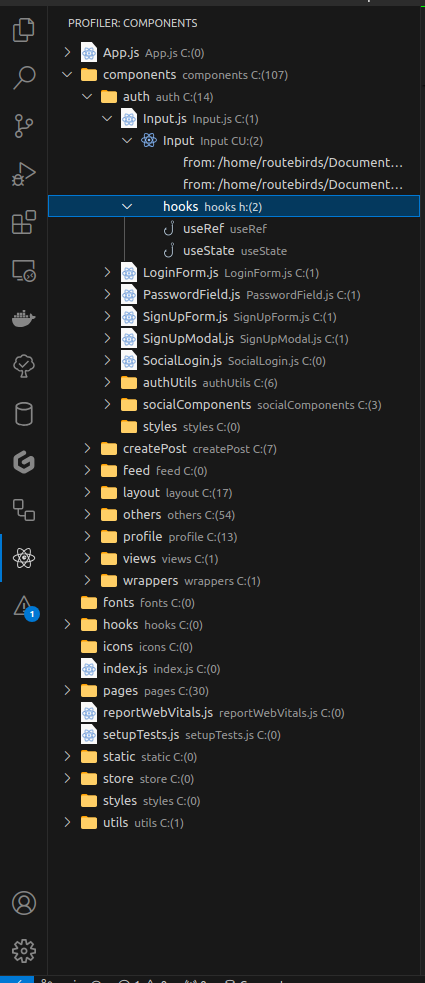 PROFILER: COMPONENTS
App.js App.js C:(0)
components components C:(107)
auth auth C:(14)
Input.js Input.js C:(1)
Input Input CU:(2)
from: /home/routebirds/Document...
from: /home/routebirds/Document...
hooks hooks h:(2)
useRef useRef
useState useState
LoginForm.js LoginForm.js C:(1)
PasswordField.js PasswordField.js C:(1)
SignUpForm.js SignUpForm.js C:(1)
SignUpModal.js SignUpModal.js C:(1)
SocialLogin.js SocialLogin.js C:(0)
authUtils authUtils C:(6)
socialComponents socialComponents C:(3)
styles styles C:(0)
createPost createPost C:(7)
feed feed C:(0)
layout layout C:(17)
others others C:(54)
profile profile C:(13)
views views C:(1)
wrappers wrappers C:(1)
fonts fonts C:(0)
hooks hooks C:(0)
icons icons C:(0)
index.js index.js C:(0)
pages pages C:(30)
reportWebVitals.js reportWebVitals.js C:(0)
setupTests.js setupTests.js C:(0)
static static C:(0)
store store C:(0)
styles styles C:(0)
utils utils C:(1)
1